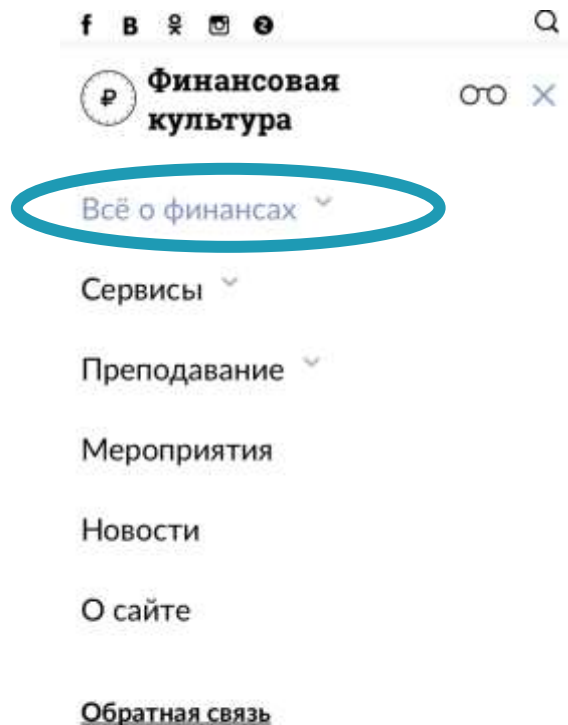 Финансовая
культура
Всё о финансах
Сервисы
Преподавание
Мероприятия
Новости
О сайте
Обратная связь